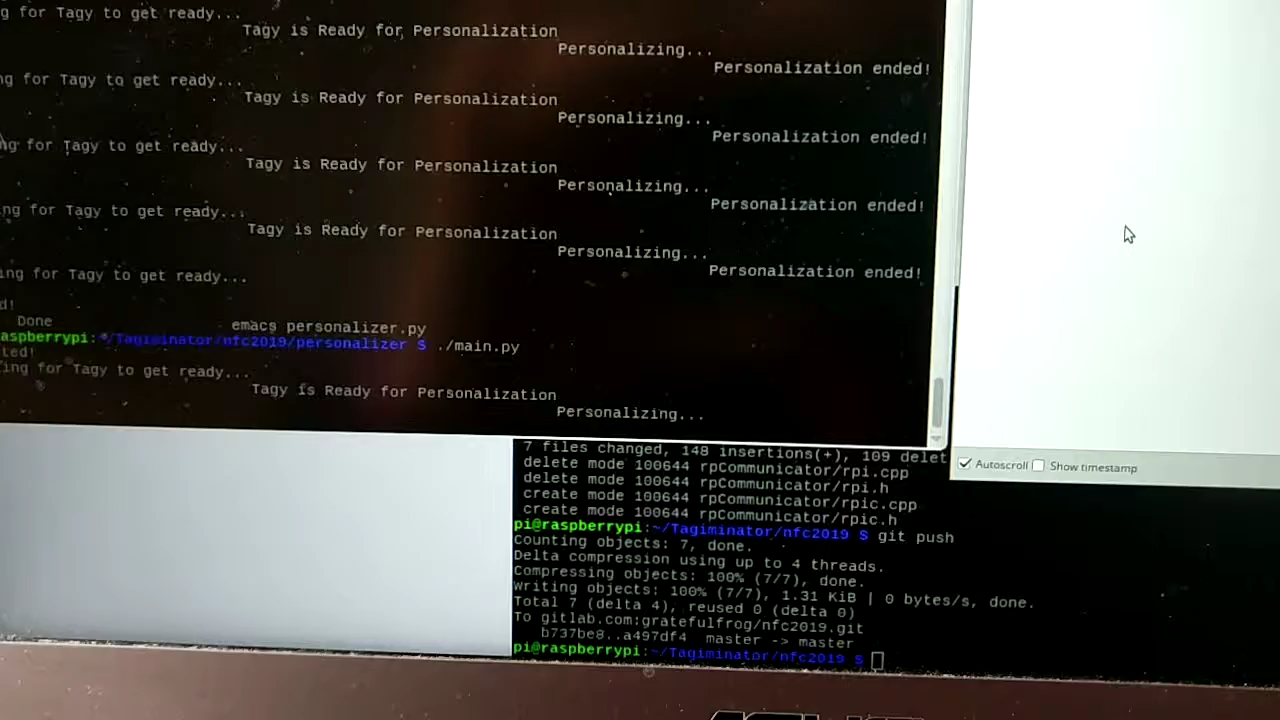 g for Tagy to get ready...
Tagy is Ready for Personalization
Personalizing...
Personalization ended!
ng for Tagy to get ready...
Tagy is Ready for Personalization
Personalizing...
Personalization ended!
ng for Tagy to get ready...
Tagy is Ready for Personalization
Personalizing...
Personalization ended!
ng for Tagy to get ready...
Tagy is Ready for Personalization
Personalizing...
Personalization ended!
ing for Tagy to get ready...
d!
Done emacs personalizer.py
aspberrypi:~/Tagiminator/nfc2019/personalizer $ ./main.py
ted!
ting for Tagy to get ready...
Tagy is Ready for Personalization
Personalizing...
Autoscroll Show timestamp
7 files changed, 148 insertions(+), 109 delet
delete mode 100644 rpCommunicator/rpi.cpp
delete mode 100644 rpCommunicator/rpi.h
create mode 100644 rpCommunicator/rpic.cpp
create mode 100644 rpCommunicator/rpic.h
pi@raspberrypi:~/Tagiminator/nfc2019 $ git push
Counting objects: 7, done.
Delta compression using up to 4 threads.
Compressing objects: 100% (7/7), done.
Writing objects: 100% (7/7), 1.31 KiB | 0 bytes/s, done.
Total 7 (delta 4), reused 0 (delta 0)
To gitlab.com:gratefulfrog/nfc2019.git
b737be8..a497df4 master -> master
pi@raspberrypi:~/Tagiminator/nfc2019 $